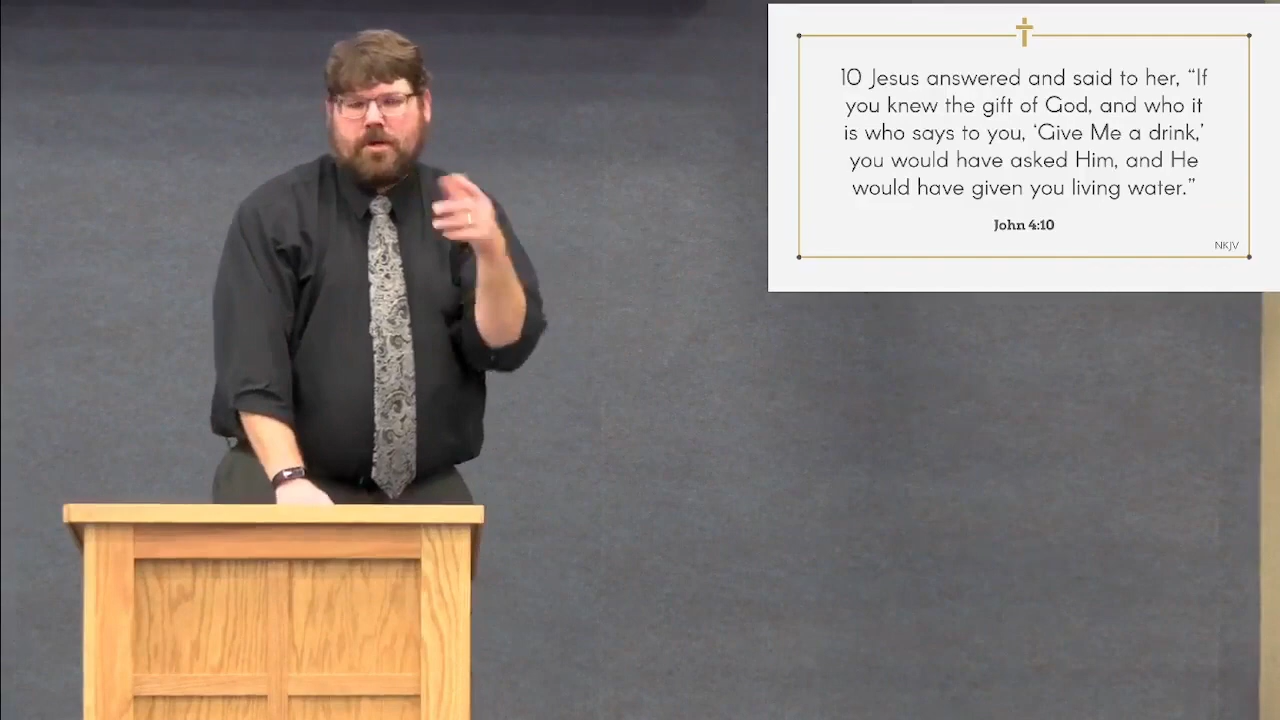 10 Jesus answered and said to her, “If
you knew the gift of God, and who it
is who says to you, ‘Give Me a drink,’
you would have asked Him, and He
would have given you living water.”
John 4:10
NKJV